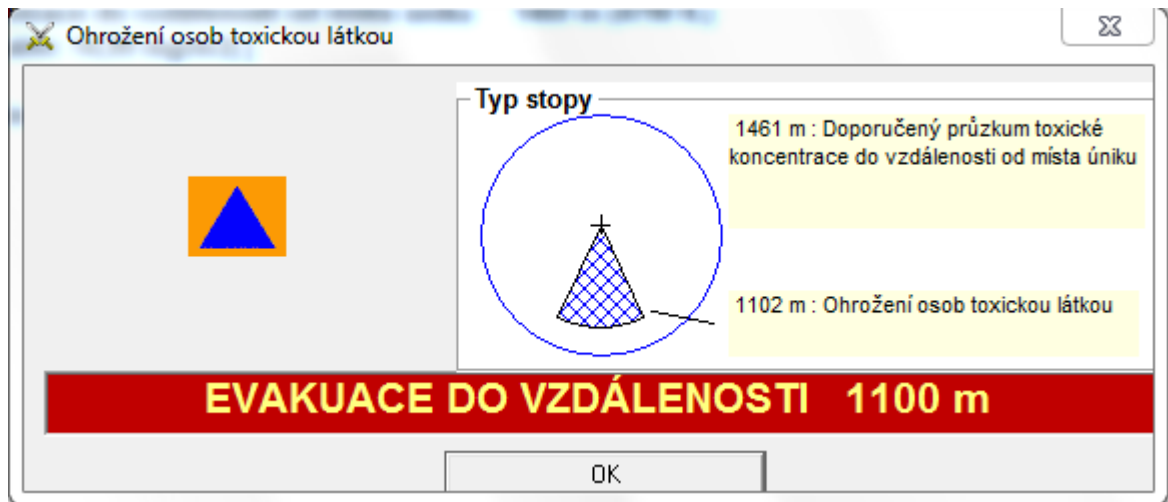 Ohrožení osob toxickou látkou
Typ stopy
1461 m : Doporučený průzkum toxické
koncentrace do vzdálenosti od místa úniku
1102 m : Ohrožení osob toxickou látkou
EVAKUACE DO VZDÁLENOSTI 1100 m
OK